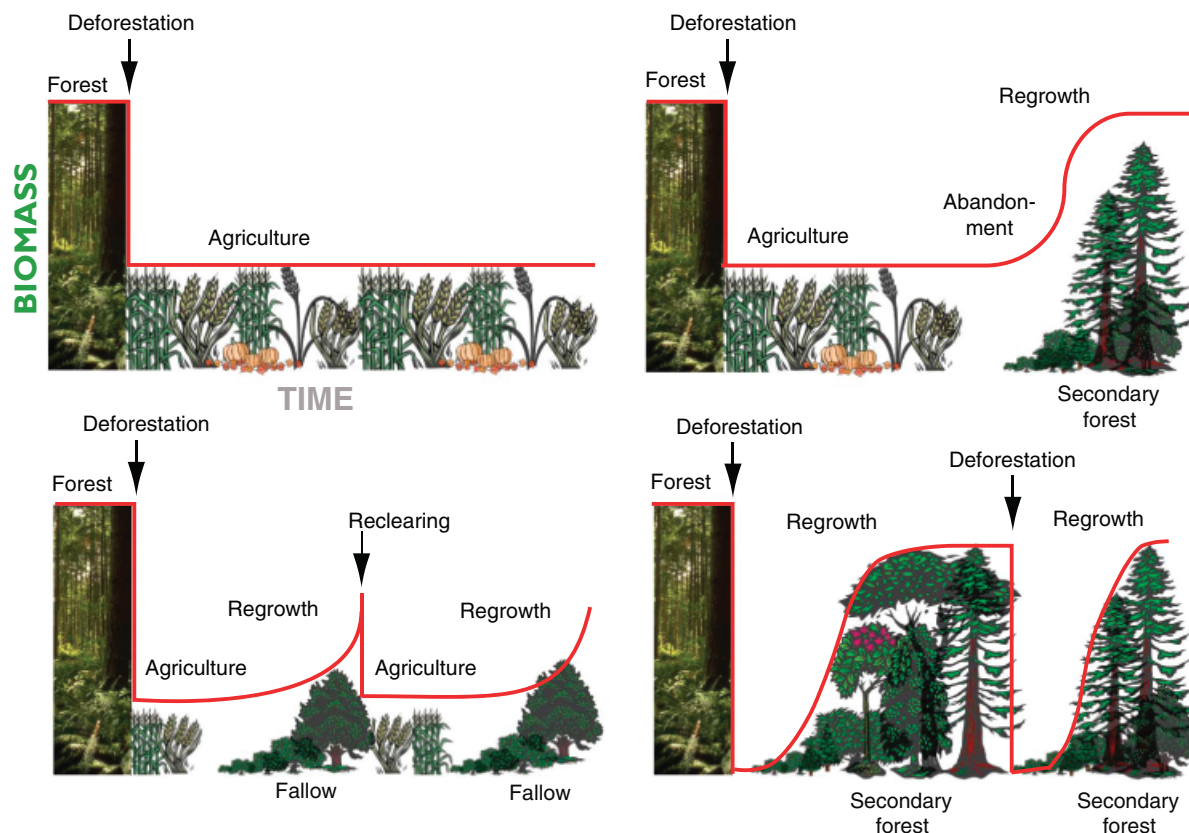 Deforestation
Forest
Agriculture
BIOMASS
TIME
Deforestation
Forest
Regrowth
Abandon-
ment
Agriculture
Secondary
forest
Deforestation
Forest
Reclearing
Regrowth
Regrowth
Agriculture
Agriculture
Fallow
Fallow
Deforestation
Deforestation
Forest
Regrowth
Regrowth
Secondary
forest
Secondary
forest